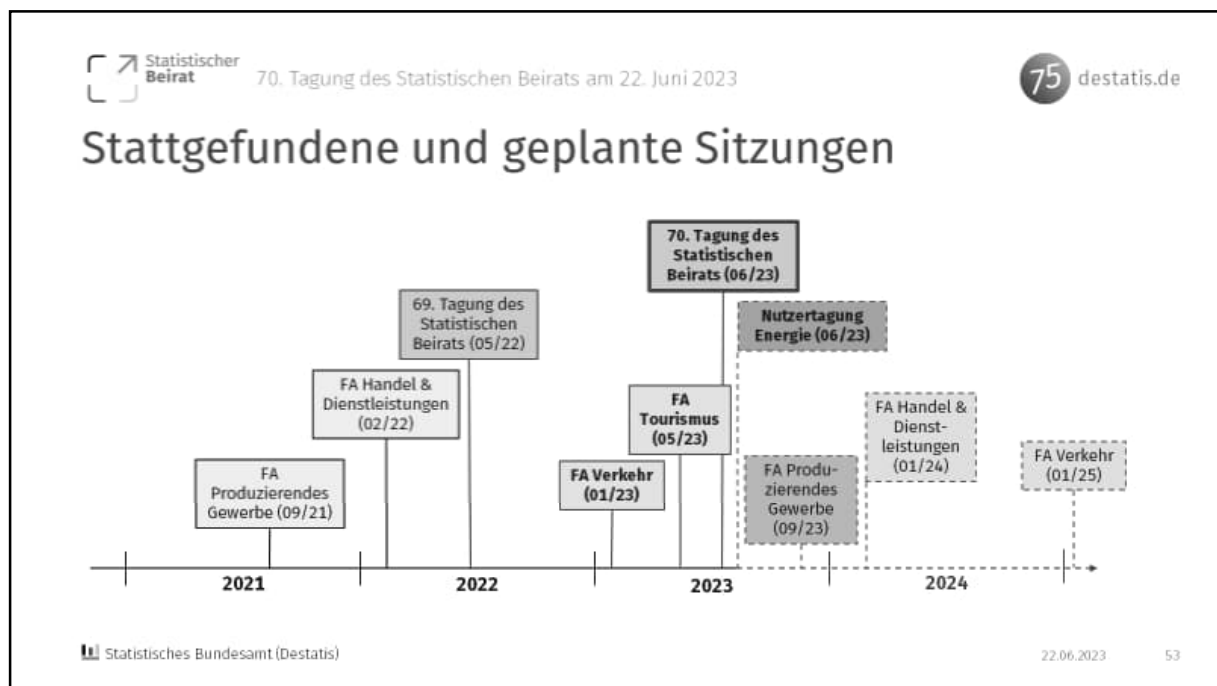 Statistischer
Beirat
70. Tagung des Statistischen Beirats am 22. Juni 2023
75
destatis.de
Stattgefundene und geplante Sitzungen
70. Tagung des
Statistischen
Beirats (06/23)
69. Tagung des
Statistischen
Beirats (05/22)
Nutzertagung
Energie (06/23)
FA Handel &
Dienstleistungen
(02/22)
FA
Tourismus
(05/23)
FA Handel &
Dienst-
leistungen
(01/24)
FA
Produzierendes
Gewerbe (09/21)
FA Verkehr
(01/23)
FA Produ-
zierendes
Gewerbe
(09/23)
FA Verkehr
(01/25)
2021
2022
2023
2024
Statistisches Bundesamt (Destatis)
22.06.2023
53